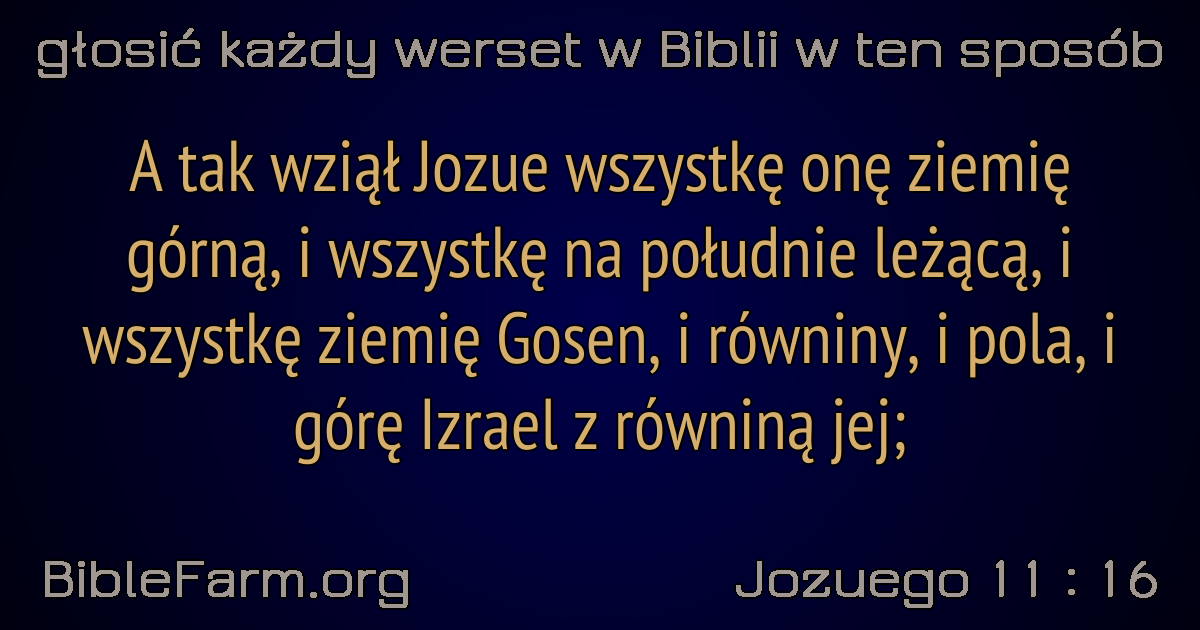 głosić każdy werset w Biblii w ten sposób
A tak wziął Jozue wszystkę onę ziemię
górną, i wszystkę na południe leżącą, i
wszystkę ziemię Gosen, i równiny, i pola, i
górę Izrael z równiną jej;
BibleFarm.org
Jozuego 11 : 16